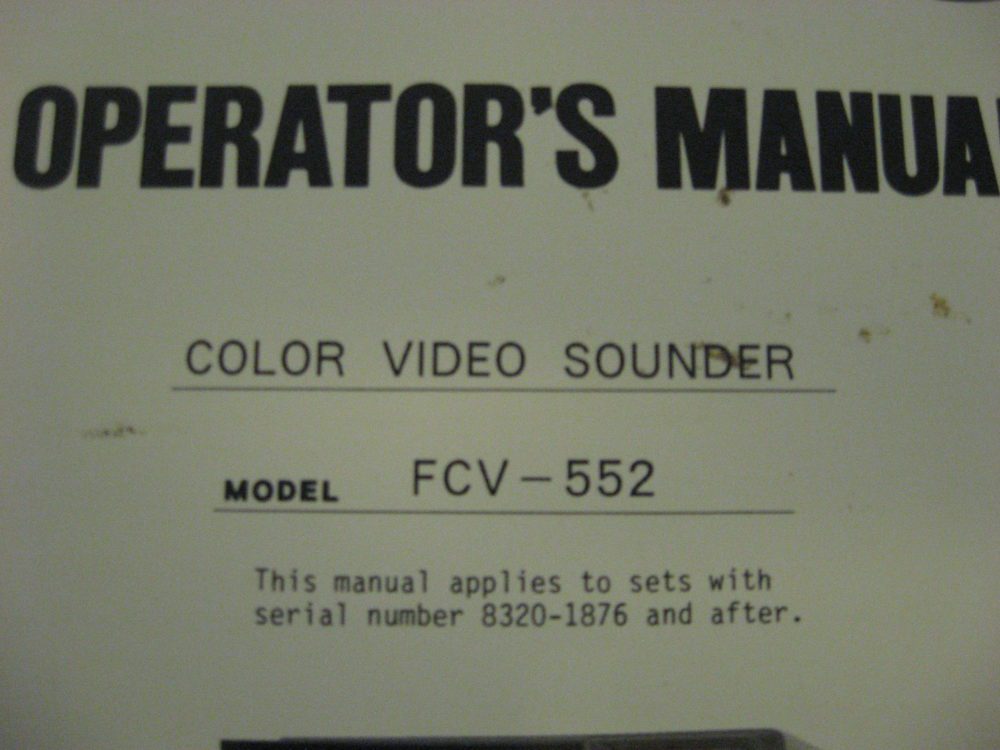 OPERATOR'S MANUA
COLOR VIDEO SOUNDER
MODEL FCV-552
This manual applies to sets with
serial number 8320-1876 and after.